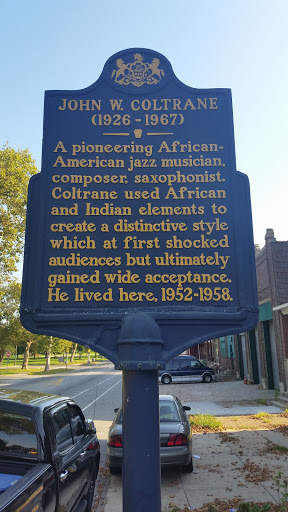 JOHN W. COLTRANE
(1926 - 1967)
A pioneering African-
American jazz musician,
composer, saxophonist.
Coltrane used African
and Indian elements to
create a distinctive style
which at first shocked
audiences but ultimately
gained wide acceptance.
He lived here, 1952-1958.